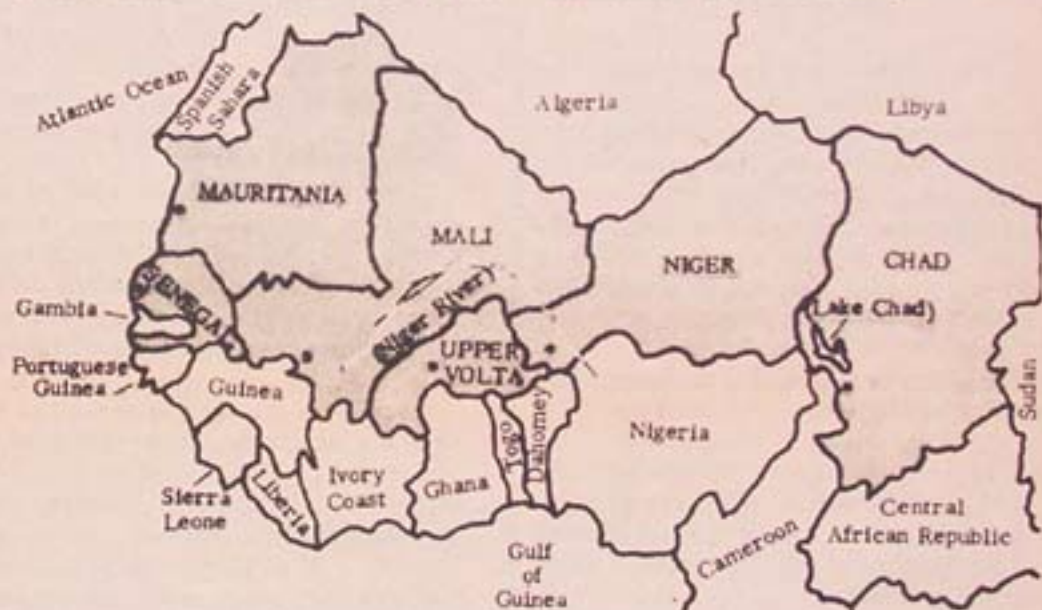 Atlantic Ocean
Spanish
Sahara
Algeria
Libya
MAURITANIA
MALI
NIGER
CHAD
SENEGAL
(Niger River)
(Lake Chad)
Gambia
Portuguese
Guinea
Guinea
UPPER
VOLTA
Sudan
Sierra
Leone
Liberia
Ivory
Coast
Ghana
Togo
Dahomey
Nigeria
Cameroon
Central
African Republic
Gulf
of
Guinea